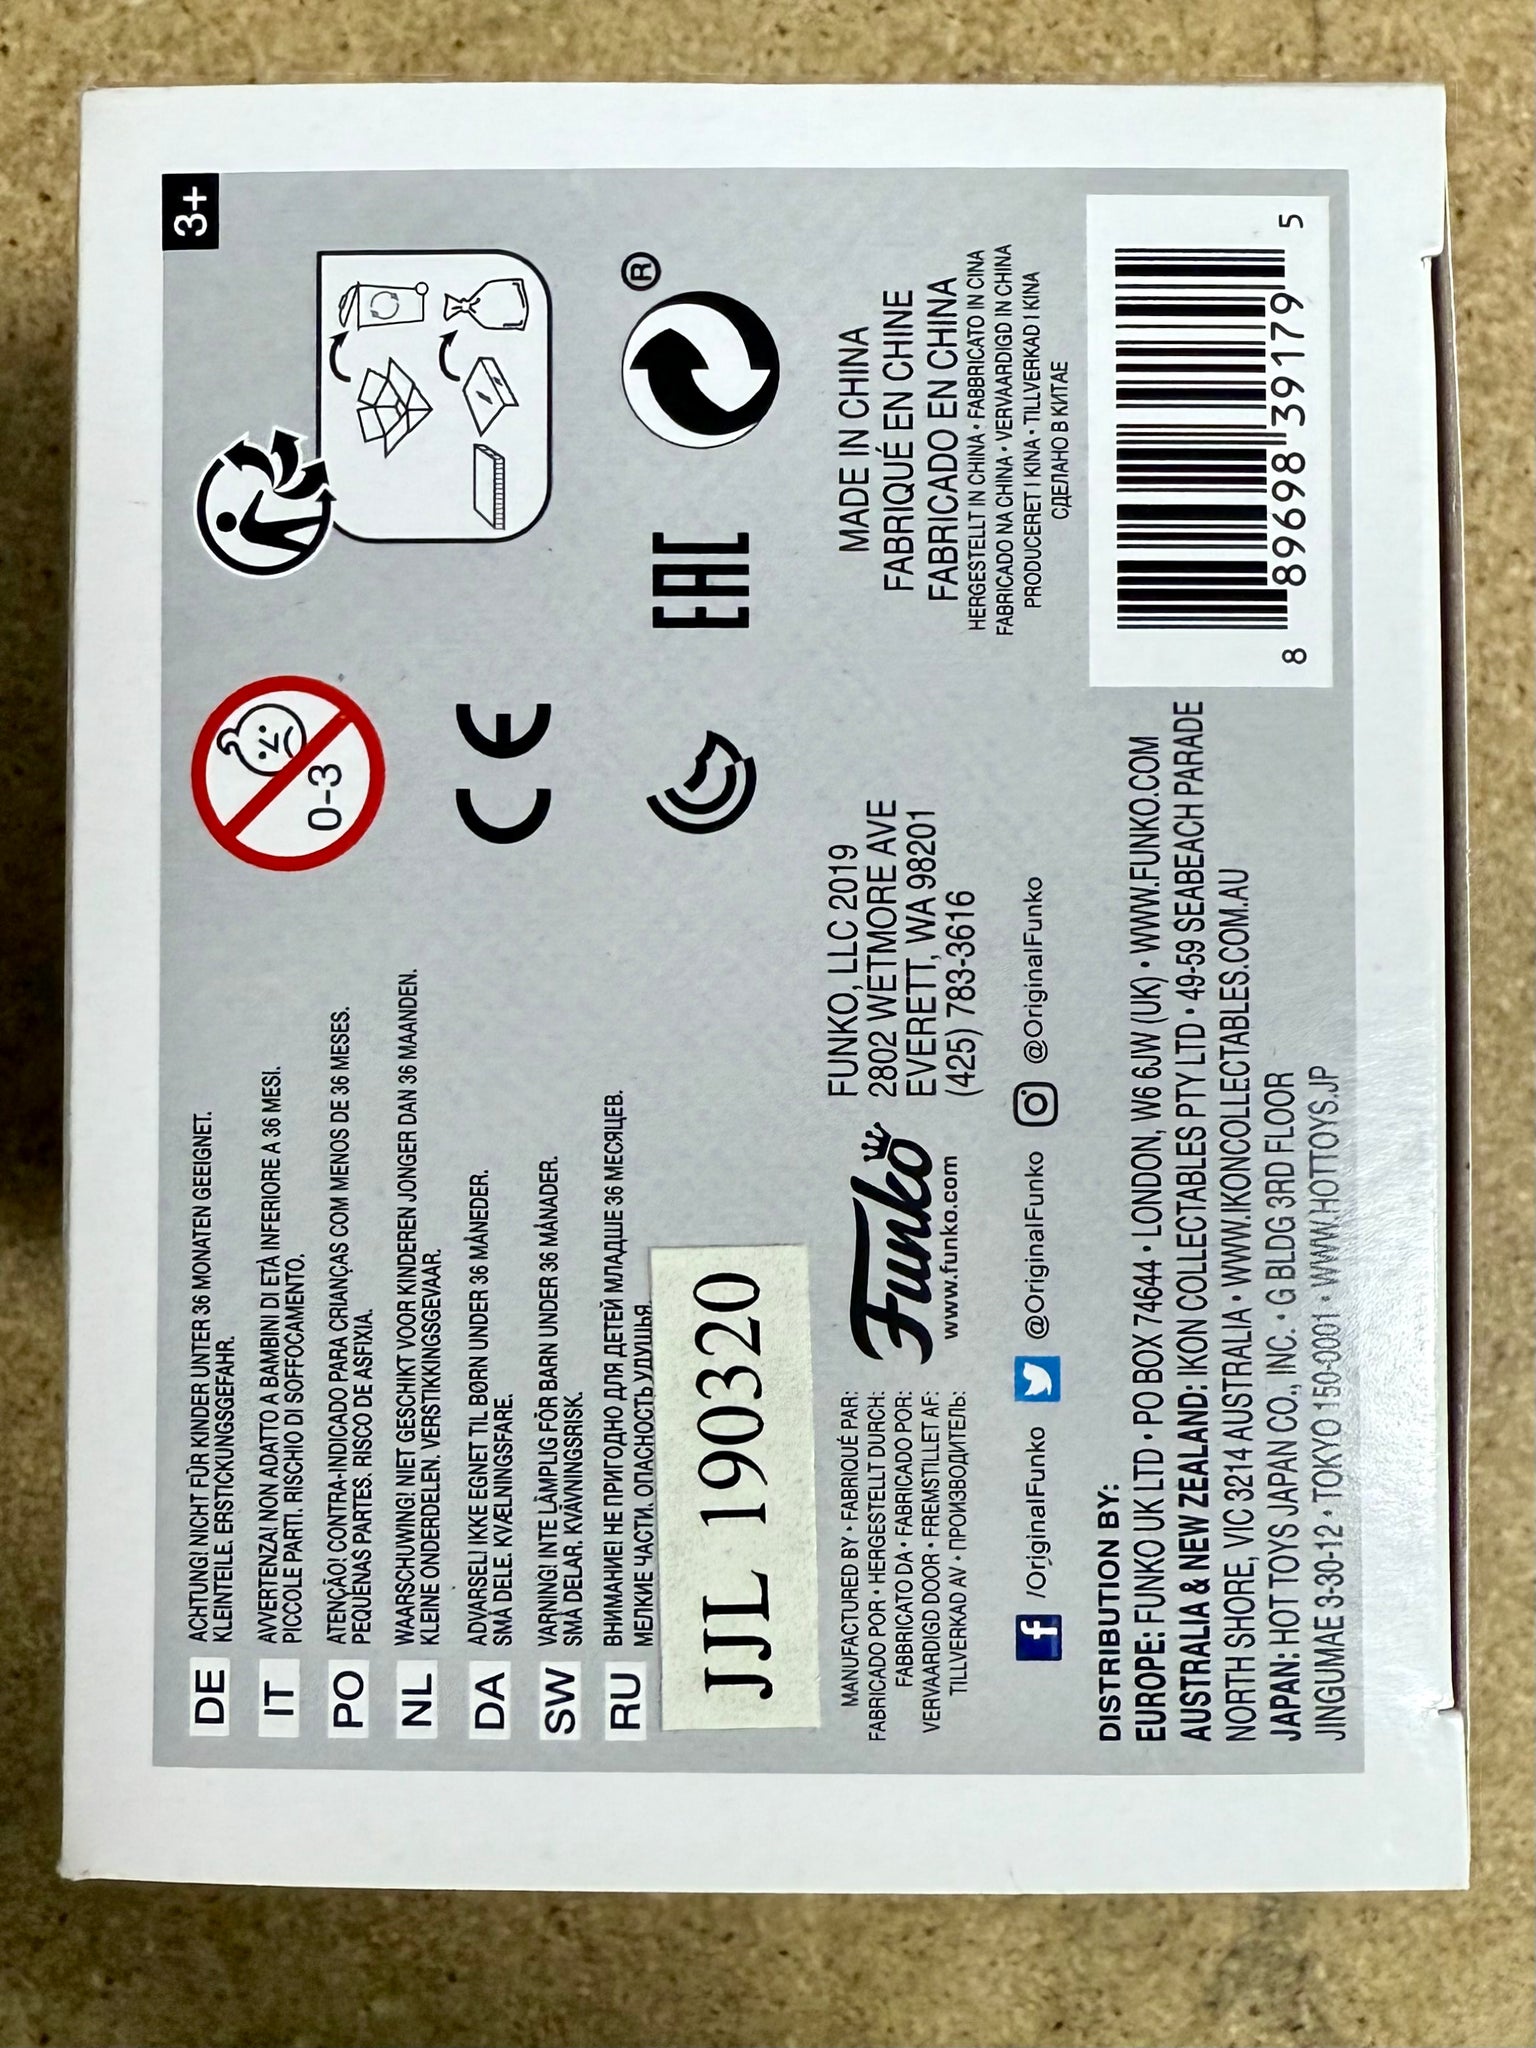 3+
DE
ACHTUNG! NICHT FÜR KINDER UNTER 36 MONATEN GEEIGNET.
KLEINTEILE. ERSTICKUNGSGEFAHR.
IT
AVVERTENZA! NON ADATTO A BAMBINI DI ETÀ INFERIORE A 36 MESI.
PICCOLE PARTI. RISCHIO DI SOFFOCAMENTO.
PO
ATENÇÃO! CONTRA-INDICADO PARA CRIANÇAS COM MENOS DE 36 MESES.
PEQUENAS PARTES. RISCO DE ASFIXIA.
NL
WAARSCHUWING! NIET GESCHIKT VOOR KINDEREN JONGER DAN 36 MAANDEN.
KLEINE ONDERDELEN. VERSTIKKINGSGEVAAR.
DA
ADVARSEL! IKKE EGNET TIL BØRN UNDER 36 MÅNEDER.
SMÅ DELE. KVÆLNINGSFARE.
SW
VARNING! INTE LÄMPLIG FÖR BARN UNDER 36 MÅNADER.
SMÅ DELAR. KVÄVNINGSRISK.
RU
ВНИМАНИЕ! НЕ ПРИГОДНО ДЛЯ ДЕТЕЙ МЛАДШЕ 36 МЕСЯЦЕВ.
МЕЛКИЕ ЧАСТИ. ОПАСНОСТЬ УДУШЬЯ
JJL 190320
0-3
CE
EAC
®
MANUFACTURED BY • FABRIQUÉ PAR:
FABRICADO POR • HERGESTELLT DURCH:
FABBRICATO DA • FABRICADO POR:
VERVAARDIGD DOOR • FREMSTILLET AF:
TILLVERKAD AV • ПРОИЗВОДИТЕЛЬ:
Funko
www.funko.com
FUNKO, LLC 2019
2802 WETMORE AVE
EVERETT, WA 98201
(425) 783-3616
f /OriginalFunko @OriginalFunko @OriginalFunko
MADE IN CHINA
FABRIQUÉ EN CHINE
FABRICADO EN CHINA
HERGESTELLT IN CHINA • FABBRICATO IN CINA
FABRICADO NA CHINA • VERVAARDIGD IN CHINA
PRODUCERET I KINA • TILLVERKAD I KINA
СДЕЛАНО В КИТАЕ
DISTRIBUTION BY:
EUROPE: FUNKO UK LTD • PO BOX 74644 • LONDON, W6 6JW (UK) • WWW.FUNKO.COM
AUSTRALIA & NEW ZEALAND: IKON COLLECTABLES PTY LTD • 49-59 SEABEACH PARADE
NORTH SHORE, VIC 3214 AUSTRALIA • WWW.IKONCOLLECTABLES.COM.AU
JAPAN: HOT TOYS JAPAN CO., INC. • G BLDG 3RD FLOOR
JINGUMAE 3-30-12 • TOKYO 150-0001 • WWW.HOTTOYS.JP
8 89698 39179 5